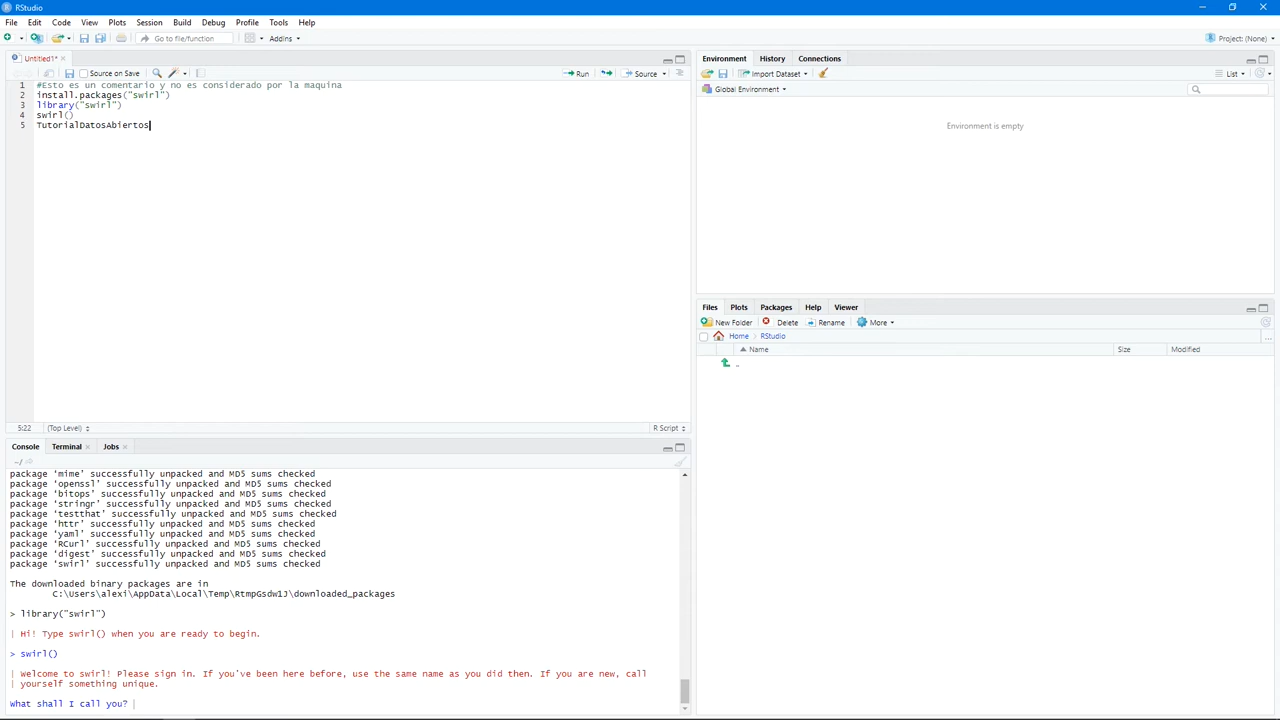 RStudio
File Edit Code View Plots Session Build Debug Profile Tools Help
Go to file/function Addins Project: (None)
Untitled1*
Source on Save Run Source
1 #Esto es un comentario y no es considerado por la maquina
2 install.packages("swirl")
3 library("swirl")
4 swirl()
5 TutorialDatosAbiertos
5:22 (Top Level) R Script
Console Terminal Jobs
~/
package ‘mime’ successfully unpacked and MD5 sums checked
package ‘openssl’ successfully unpacked and MD5 sums checked
package ‘bitops’ successfully unpacked and MD5 sums checked
package ‘stringr’ successfully unpacked and MD5 sums checked
package ‘testthat’ successfully unpacked and MD5 sums checked
package ‘httr’ successfully unpacked and MD5 sums checked
package ‘yaml’ successfully unpacked and MD5 sums checked
package ‘RCurl’ successfully unpacked and MD5 sums checked
package ‘digest’ successfully unpacked and MD5 sums checked
package ‘swirl’ successfully unpacked and MD5 sums checked
The downloaded binary packages are in
C:\Users\alexi\AppData\Local\Temp\RtmpGsdw1J\downloaded_packages
> library("swirl")
| Hi! Type swirl() when you are ready to begin.
> swirl()
| Welcome to swirl! Please sign in. If you've been here before, use the same name as you did then. If you are new, call
| yourself something unique.
What shall I call you?
Environment History Connections
Import Dataset List
Global Environment
Environment is empty
Files Plots Packages Help Viewer
New Folder Delete Rename More
Home RStudio ...
Name Size Modified
..